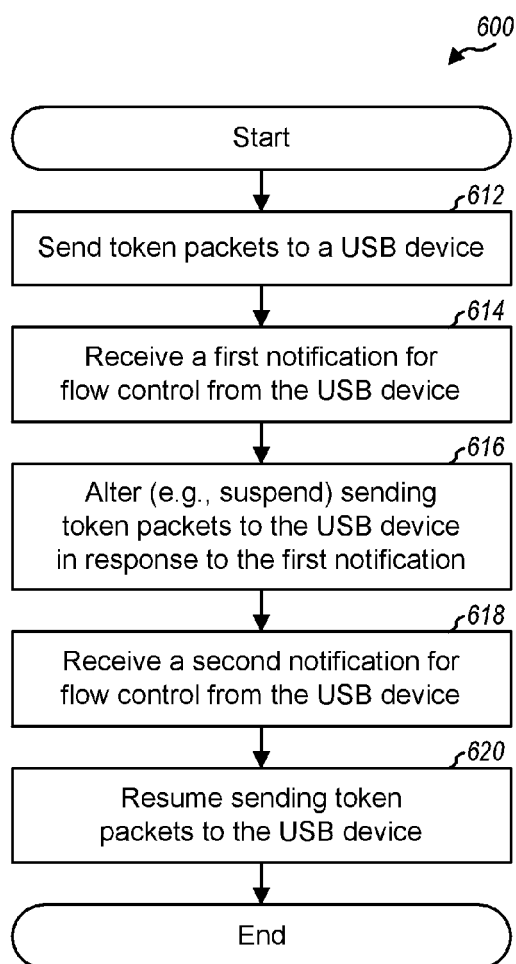 600
Start
612
Send token packets to a USB device
614
Receive a first notification for
flow control from the USB device
616
Alter (e.g., suspend) sending
token packets to the USB device
in response to the first notification
618
Receive a second notification for
flow control from the USB device
620
Resume sending token
packets to the USB device
End